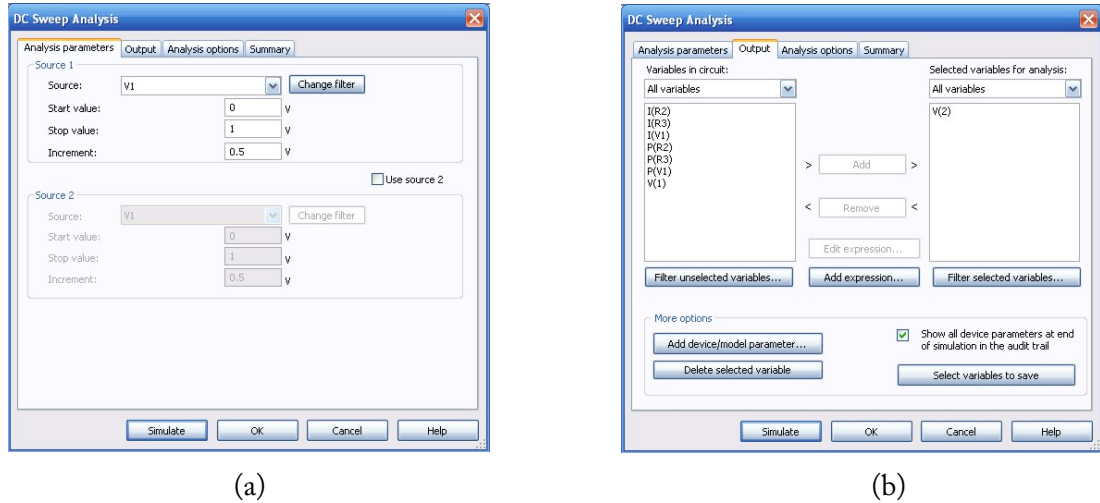 DC Sweep Analysis
Analysis parameters Output Analysis options Summary
Source 1
Source: V1 Change filter
Start value: 0 V
Stop value: 1 V
Increment: 0.5 V
Use source 2
Source 2
Source: V1 Change filter
Start value: 0 V
Stop value: 1 V
Increment: 0.5 V
Simulate OK Cancel Help
(a)
DC Sweep Analysis
Analysis parameters Output Analysis options Summary
Variables in circuit: Selected variables for analysis:
All variables All variables
I(R2) V(2)
I(R3)
I(V1)
P(R2)
P(R3)
P(V1)
V(1)
> Add >
< Remove <
Edit expression...
Filter unselected variables... Add expression... Filter selected variables...
More options
Add device/model parameter... Show all device parameters at end
of simulation in the audit trail
Delete selected variable Select variables to save
Simulate OK Cancel Help
(b)